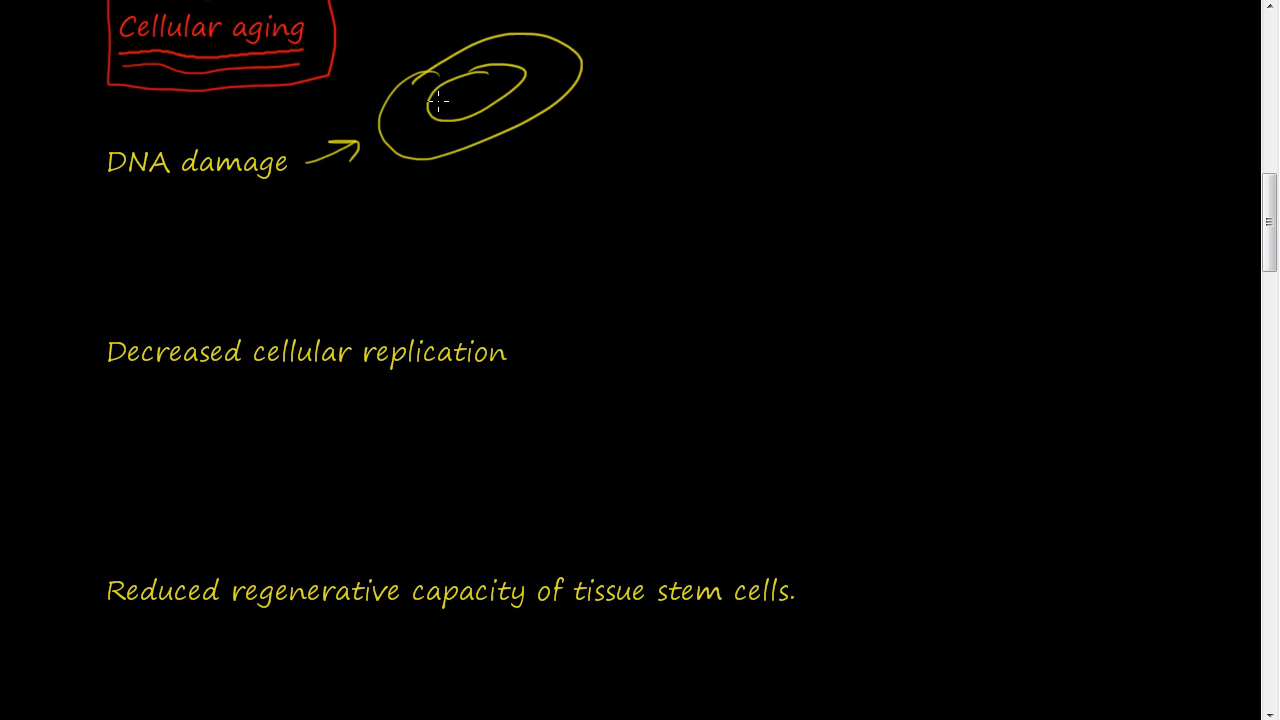 Cellular aging
DNA damage
Decreased cellular replication
Reduced regenerative capacity of tissue stem cells.